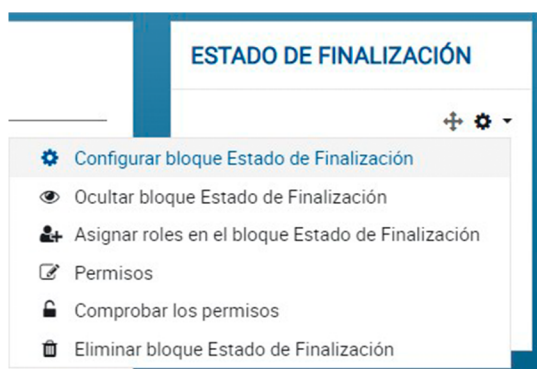 ESTADO DE FINALIZACIÓN
Configurar bloque Estado de Finalización
Ocultar bloque Estado de Finalización
Asignar roles en el bloque Estado de Finalización
Permisos
Comprobar los permisos
Eliminar bloque Estado de Finalización